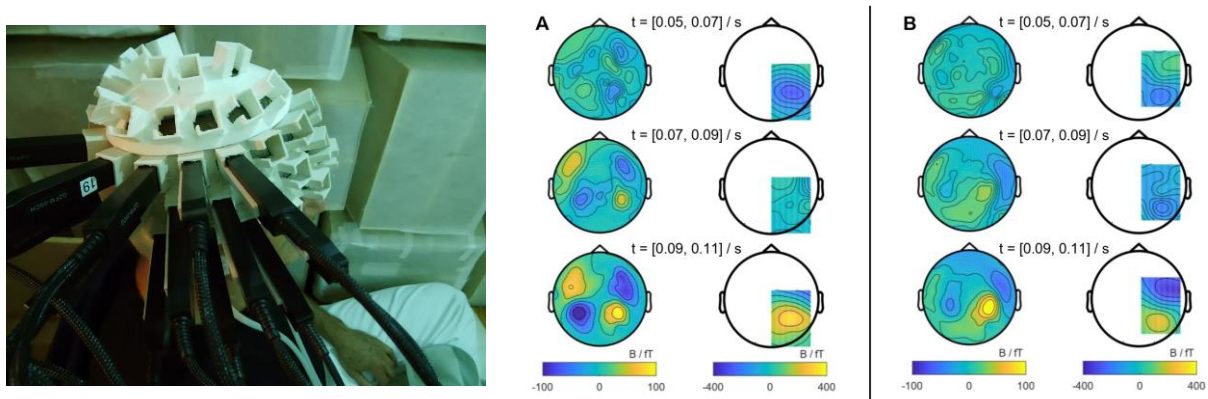 A
t = [0.05, 0.07] / s
t = [0.07, 0.09] / s
t = [0.09, 0.11] / s
B / fT
-100 0 100
B / fT
-400 0 400
B
t = [0.05, 0.07] / s
t = [0.07, 0.09] / s
t = [0.09, 0.11] / s
B / fT
-100 0 100
B / fT
-400 0 400